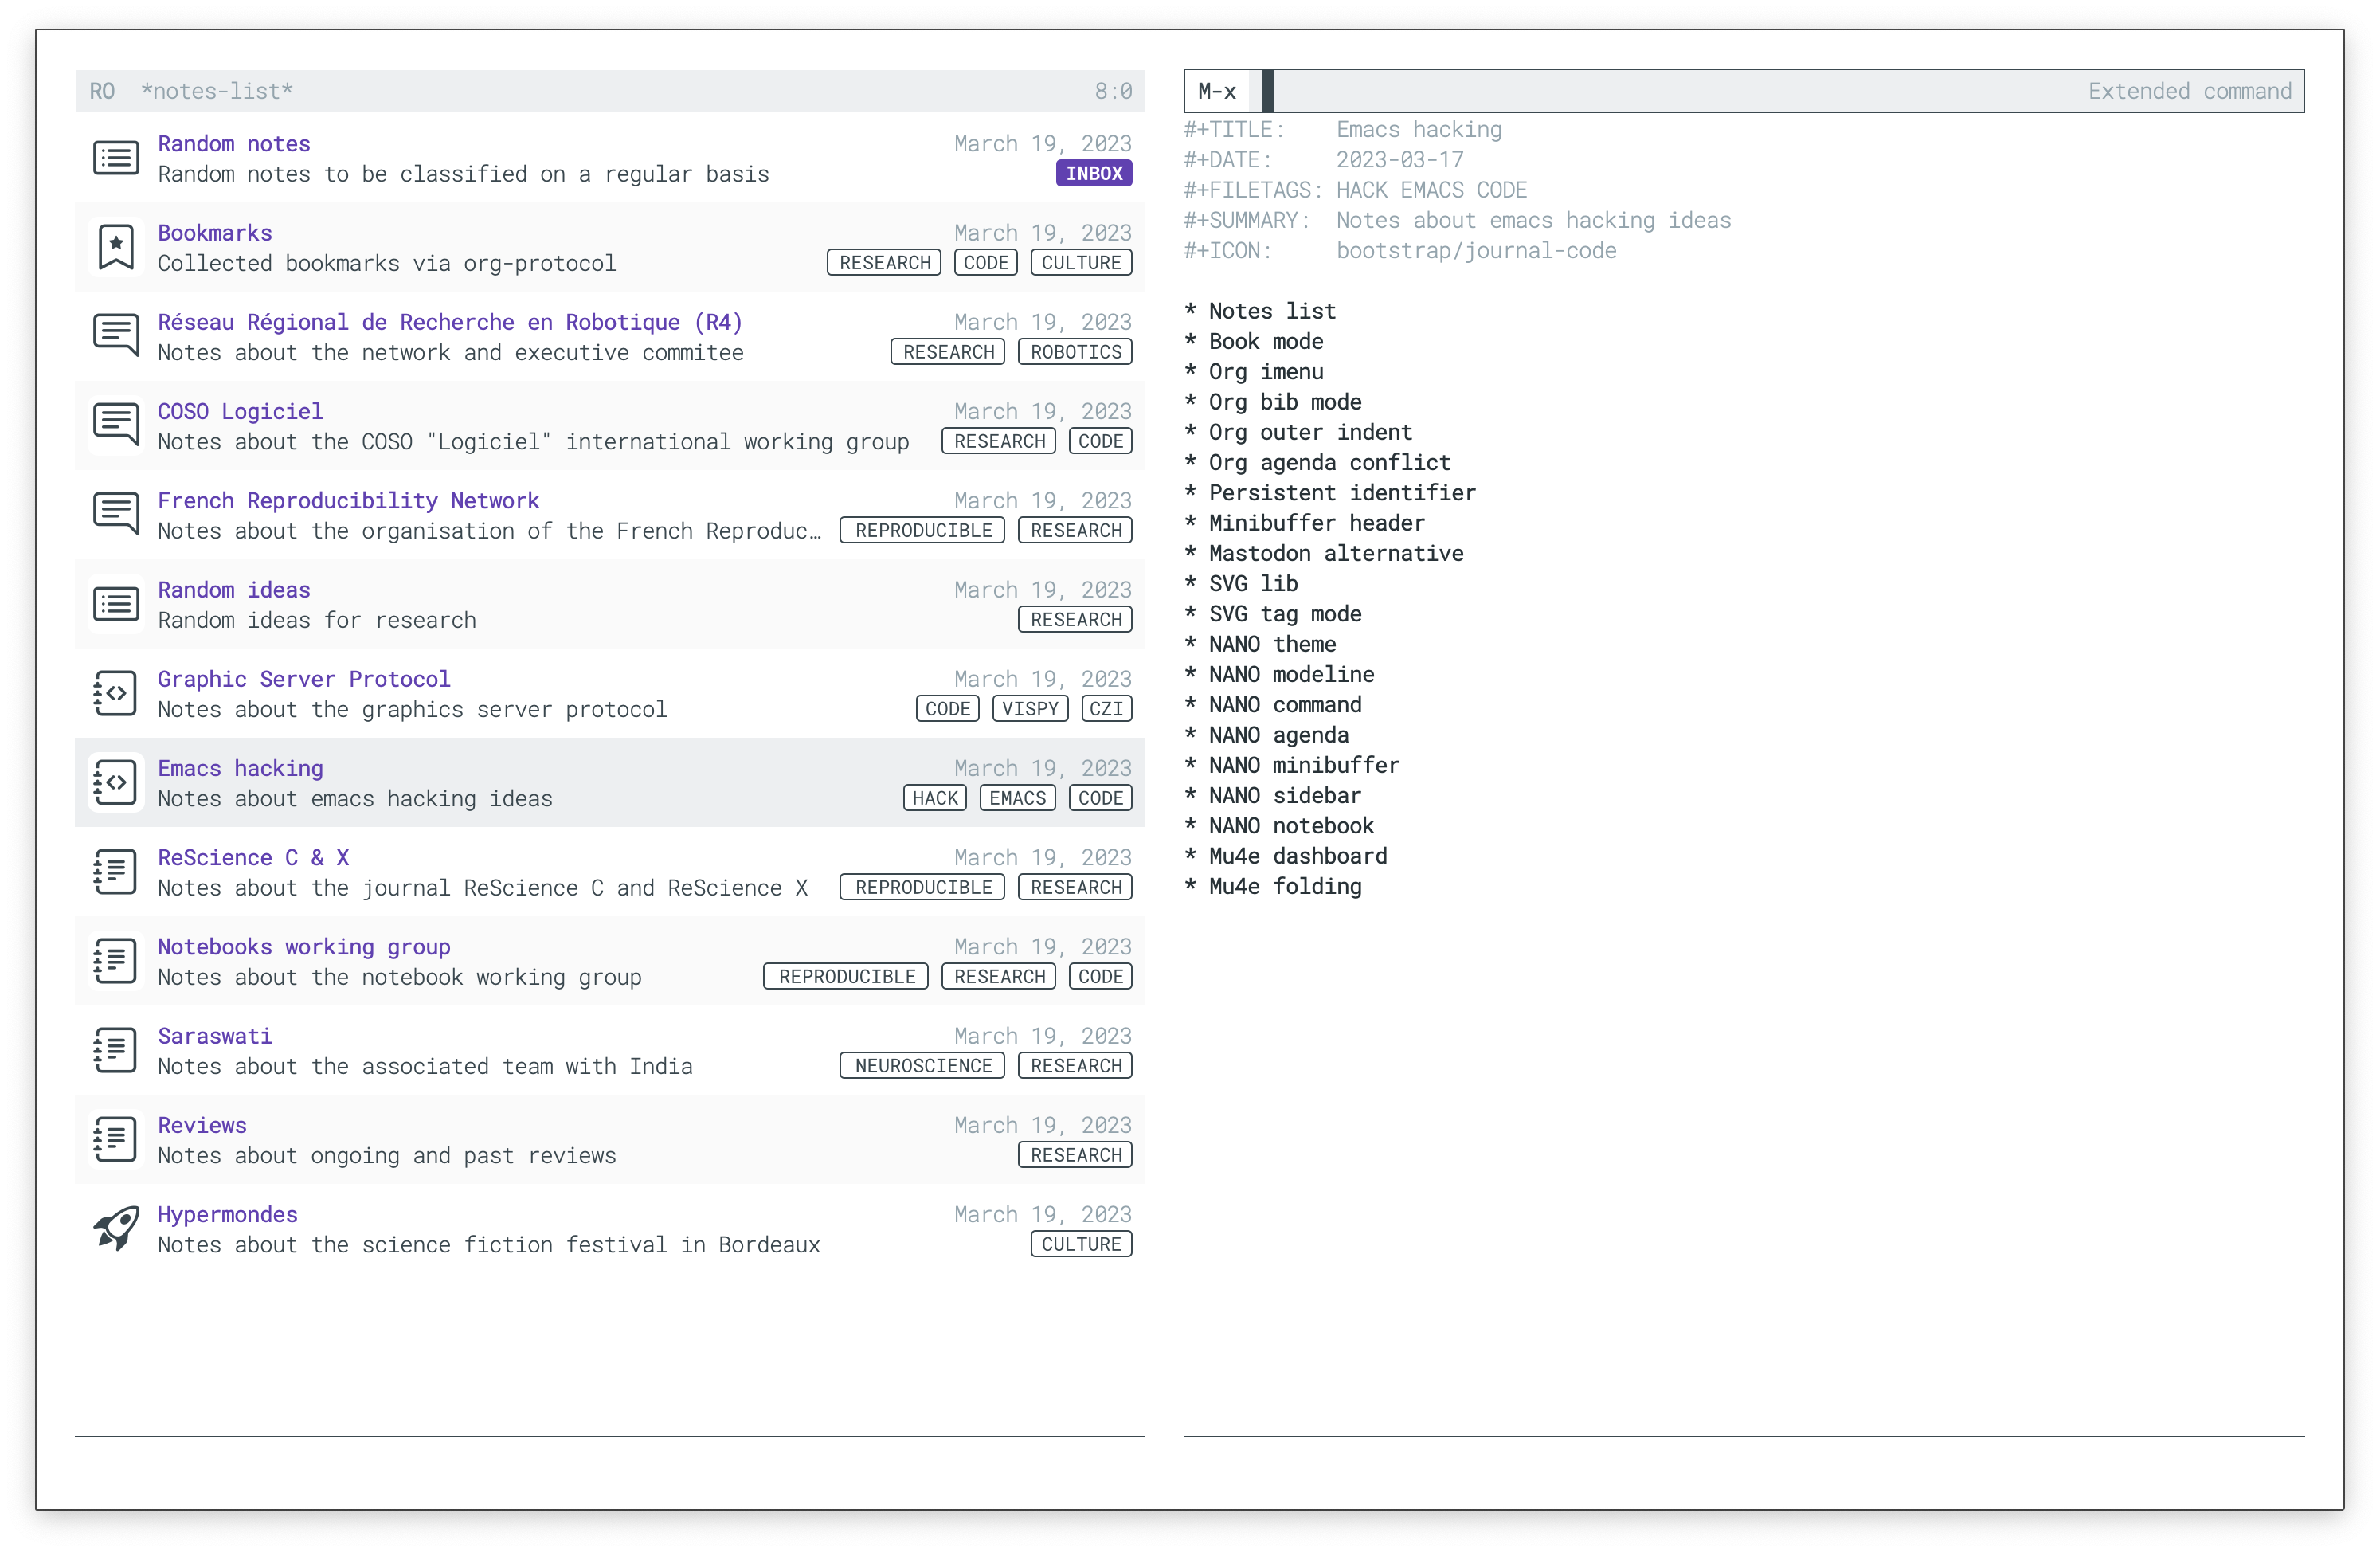 RO *notes-list* 8:0
Random notes March 19, 2023
Random notes to be classified on a regular basis INBOX
Bookmarks March 19, 2023
Collected bookmarks via org-protocol RESEARCH CODE CULTURE
Réseau Régional de Recherche en Robotique (R4) March 19, 2023
Notes about the network and executive commitee RESEARCH ROBOTICS
COSO Logiciel March 19, 2023
Notes about the COSO "Logiciel" international working group RESEARCH CODE
French Reproducibility Network March 19, 2023
Notes about the organisation of the French Reproduc… REPRODUCIBLE RESEARCH
Random ideas March 19, 2023
Random ideas for research RESEARCH
Graphic Server Protocol March 19, 2023
Notes about the graphics server protocol CODE VISPY CZI
Emacs hacking March 19, 2023
Notes about emacs hacking ideas HACK EMACS CODE
ReScience C & X March 19, 2023
Notes about the journal ReScience C and ReScience X REPRODUCIBLE RESEARCH
Notebooks working group March 19, 2023
Notes about the notebook working group REPRODUCIBLE RESEARCH CODE
Saraswati March 19, 2023
Notes about the associated team with India NEUROSCIENCE RESEARCH
Reviews March 19, 2023
Notes about ongoing and past reviews RESEARCH
Hypermondes March 19, 2023
Notes about the science fiction festival in Bordeaux CULTURE
M-x Extended command
#+TITLE: Emacs hacking
#+DATE: 2023-03-17
#+FILETAGS: HACK EMACS CODE
#+SUMMARY: Notes about emacs hacking ideas
#+ICON: bootstrap/journal-code
* Notes list
* Book mode
* Org imenu
* Org bib mode
* Org outer indent
* Org agenda conflict
* Persistent identifier
* Minibuffer header
* Mastodon alternative
* SVG lib
* SVG tag mode
* NANO theme
* NANO modeline
* NANO command
* NANO agenda
* NANO minibuffer
* NANO sidebar
* NANO notebook
* Mu4e dashboard
* Mu4e folding